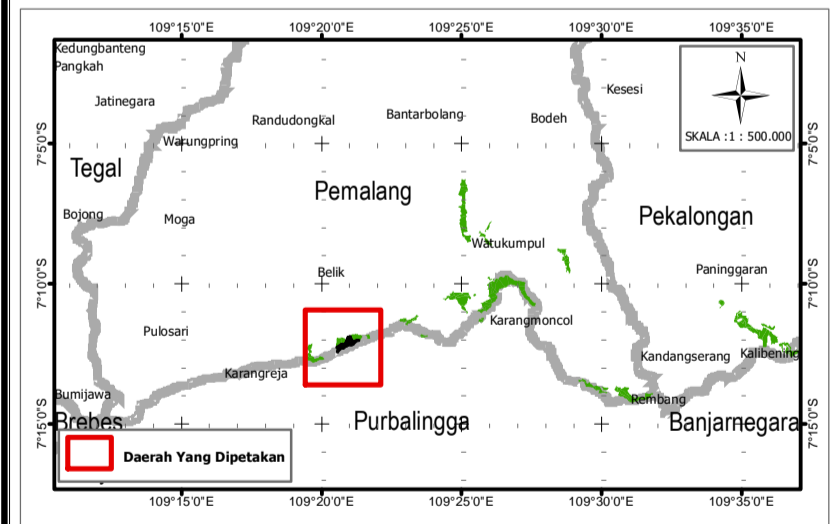 109°15'0"E 109°20'0"E 109°25'0"E 109°30'0"E 109°35'0"E
Kedungbanteng
Pangkah
N
Kesesi
Jatinegara
Randudongkal
Bantarbolang
Bodeh
SKALA :1 : 500.000
Warungpring
7°5'0"S 7°5'0"S
Tegal
Pemalang
Bojong
Moga
Pekalongan
Watukumpul
Belik
Paninggaran
7°10'0"S 7°10'0"S
Karangmoncol
Pulosari
Kandangserang
Kalibening
Karangreja
Bumijawa
Rembang
Brebes
Purbalingga
Banjarnegara
7°15'0"S 7°15'0"S
Daerah Yang Dipetakan
109°15'0"E 109°20'0"E 109°25'0"E 109°30'0"E 109°35'0"E